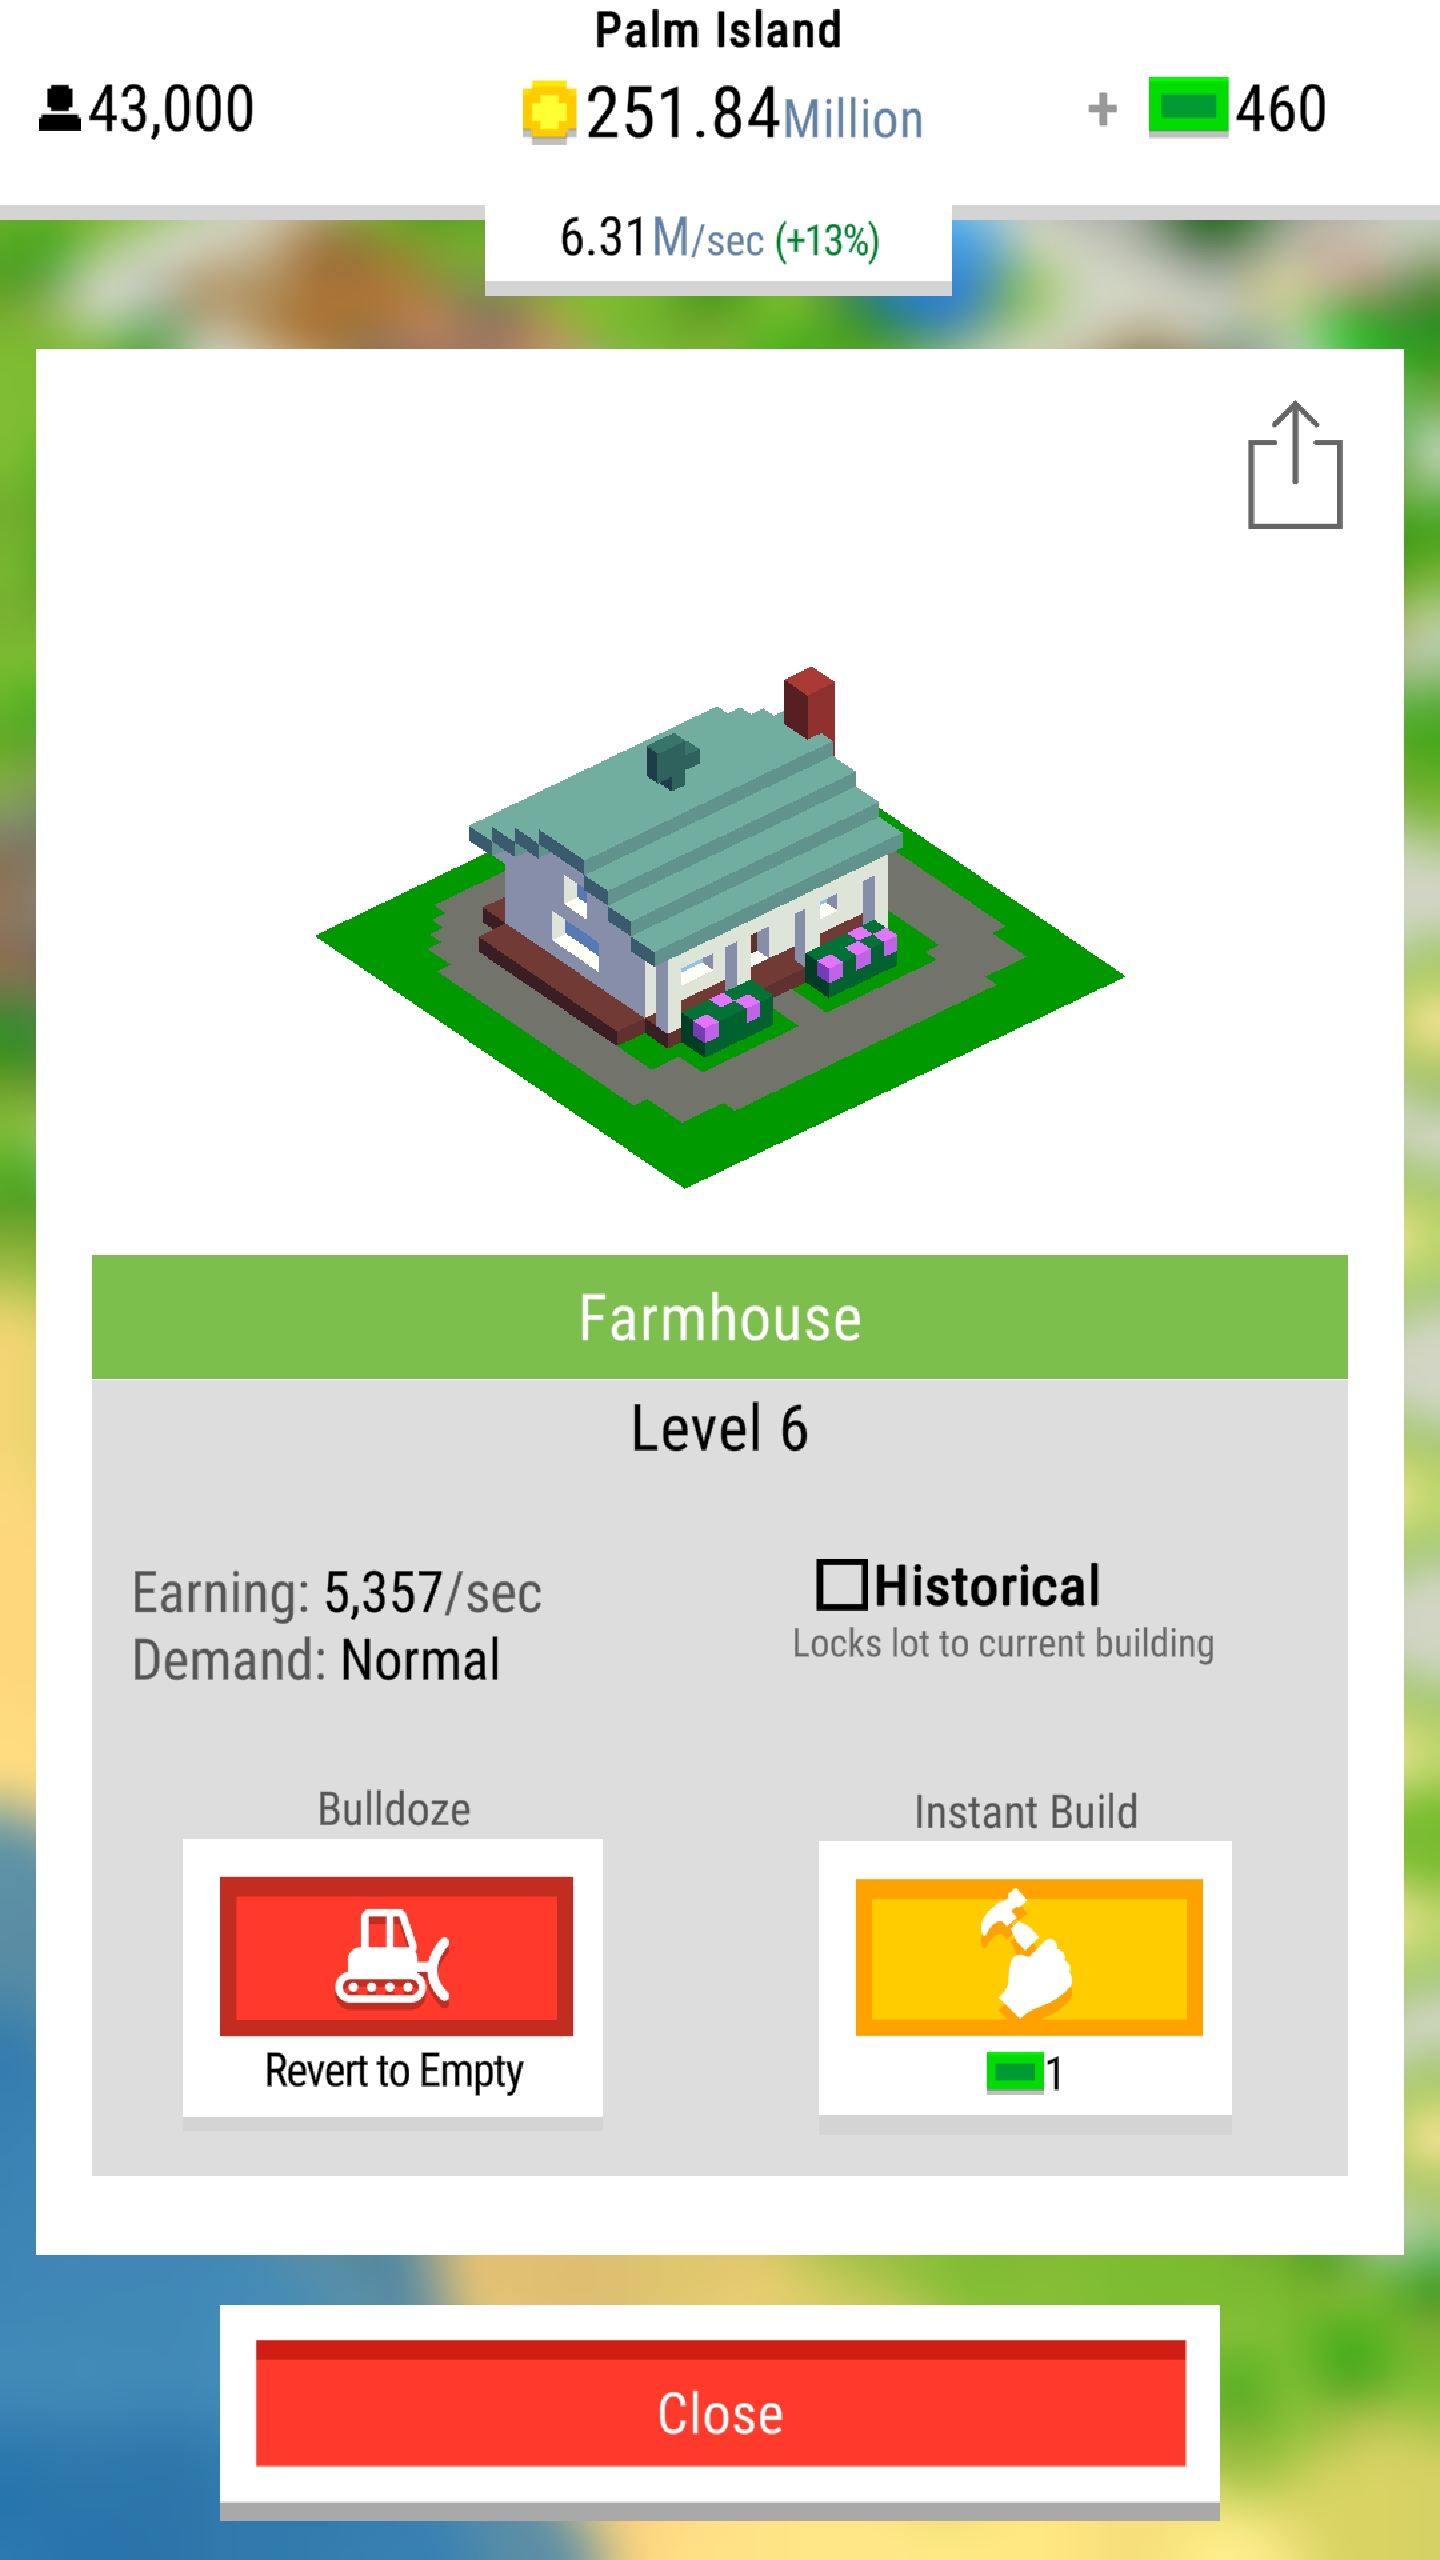 Palm Island
43,000
251.84Million
+ 460
6.31M/sec (+13%)
Farmhouse
Level 6
Earning: 5,357/sec
Demand: Normal
Historical
Locks lot to current building
Bulldoze
Revert to Empty
Instant Build
1
Close